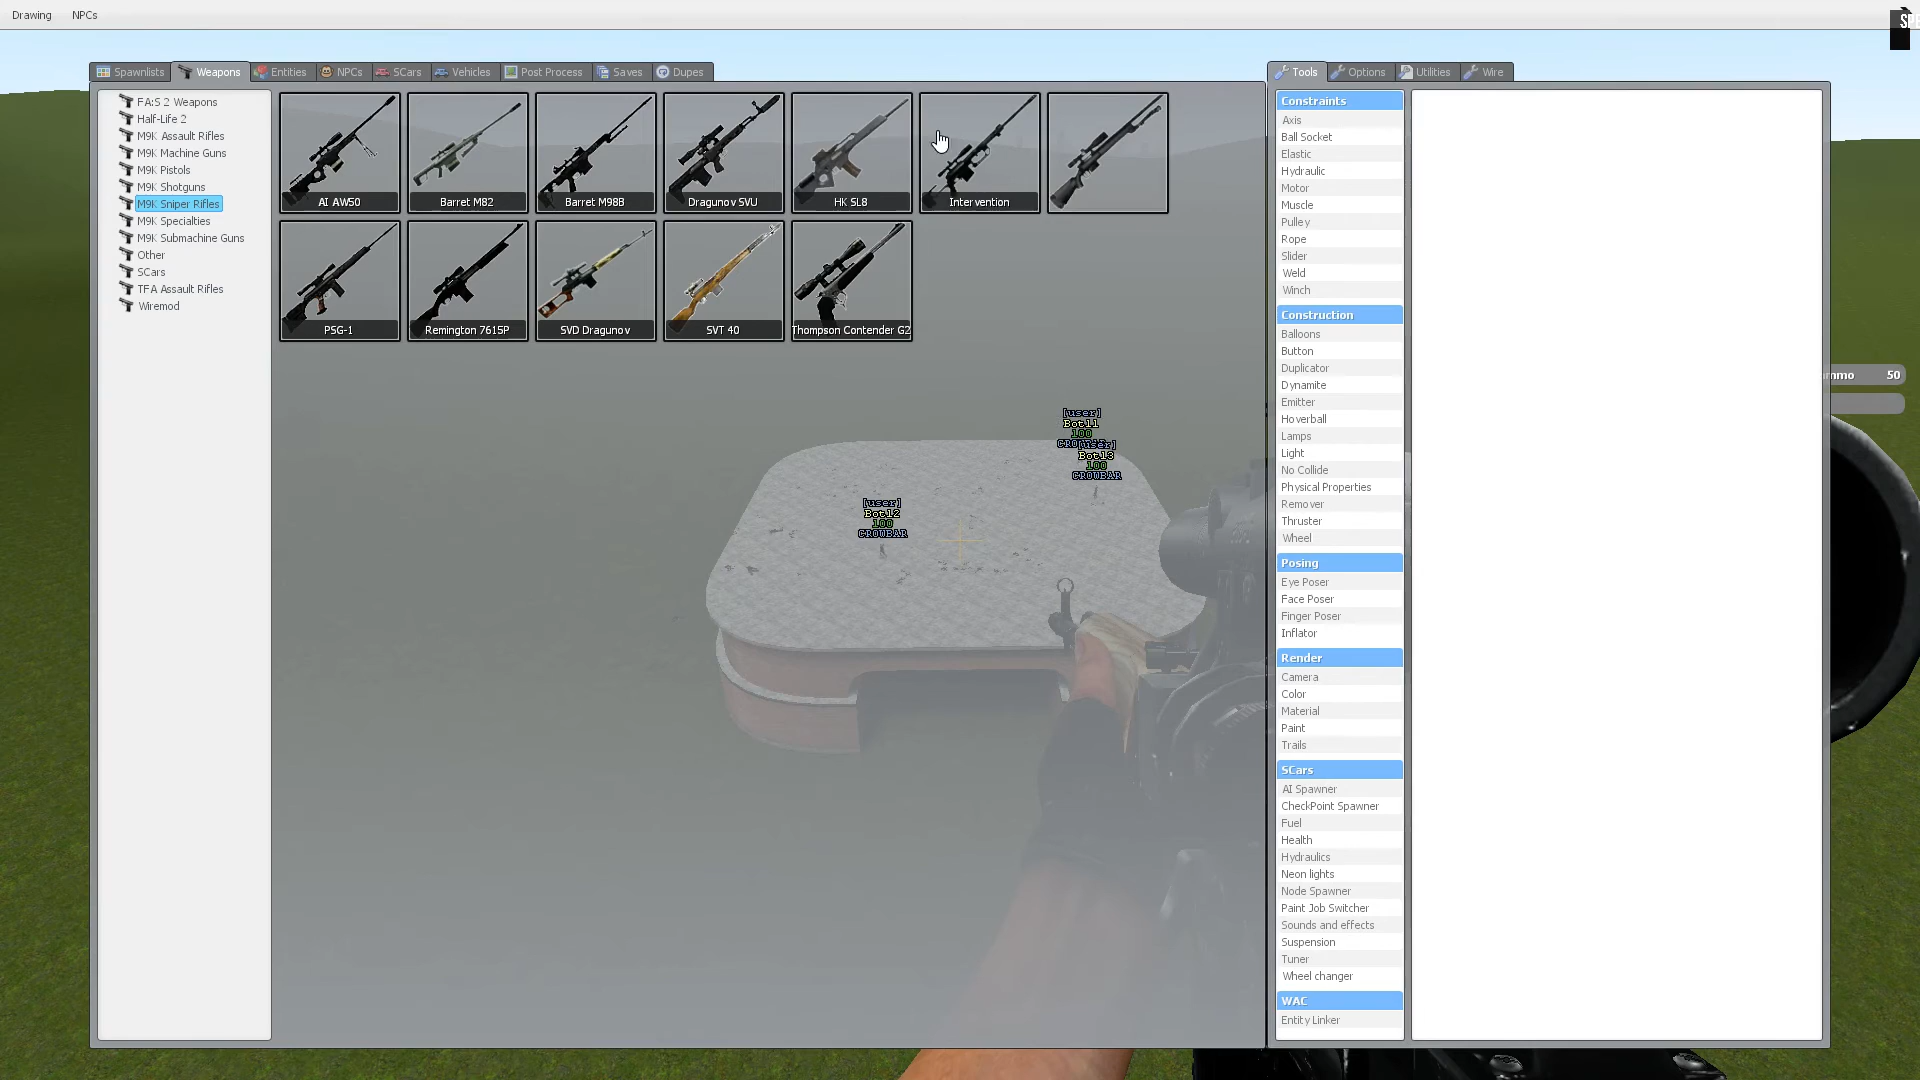 Drawing NPCs
SPE
Spawnlists Weapons Entities NPCs SCars Vehicles Post Process Saves Dupes
Tools Options Utilities Wire
FA:S 2 Weapons
Half-Life 2
M9K Assault Rifles
M9K Machine Guns
M9K Pistols
M9K Shotguns
M9K Sniper Rifles
M9K Specialties
M9K Submachine Guns
Other
SCars
TFA Assault Rifles
Wiremod
AI AW50
Barret M82
Barret M98B
Dragunov SVU
HK SL8
Intervention
PSG-1
Remington 7615P
SVD Dragunov
SVT 40
Thompson Contender G2
[user]
Bot11
100
[user]
Bot13
100
CROWBAR
[user]
Bot12
100
CROWBAR
Constraints
Axis
Ball Socket
Elastic
Hydraulic
Motor
Muscle
Pulley
Rope
Slider
Weld
Winch
Construction
Balloons
Button
Duplicator
Dynamite
Emitter
Hoverball
Lamps
Light
No Collide
Physical Properties
Remover
Thruster
Wheel
Posing
Eye Poser
Face Poser
Finger Poser
Inflator
Render
Camera
Color
Material
Paint
Trails
SCars
AI Spawner
CheckPoint Spawner
Fuel
Health
Hydraulics
Neon lights
Node Spawner
Paint Job Switcher
Sounds and effects
Suspension
Tuner
Wheel changer
WAC
Entity Linker
mmo 50